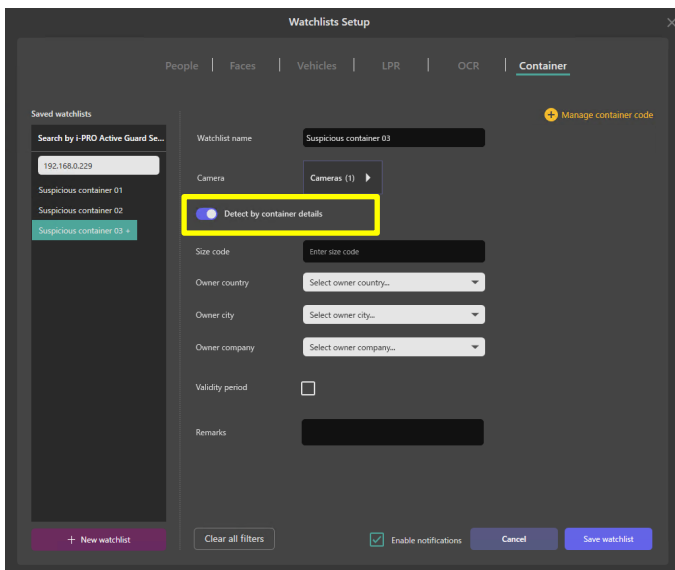 Watchlists Setup
People | Faces | Vehicles | LPR | OCR | Container
Saved watchlists
Manage container code
Search by i-PRO Active Guard Se...
Watchlist name
Suspicious container 03
192.168.0.229
Camera
Cameras (1)
Suspicious container 01
Suspicious container 02
Detect by container details
Suspicious container 03 +
Size code
Enter size code
Owner country
Select owner country...
Owner city
Select owner city...
Owner company
Select owner company...
Validity period
Remarks
+ New watchlist
Clear all filters
Enable notifications
Cancel
Save watchlist